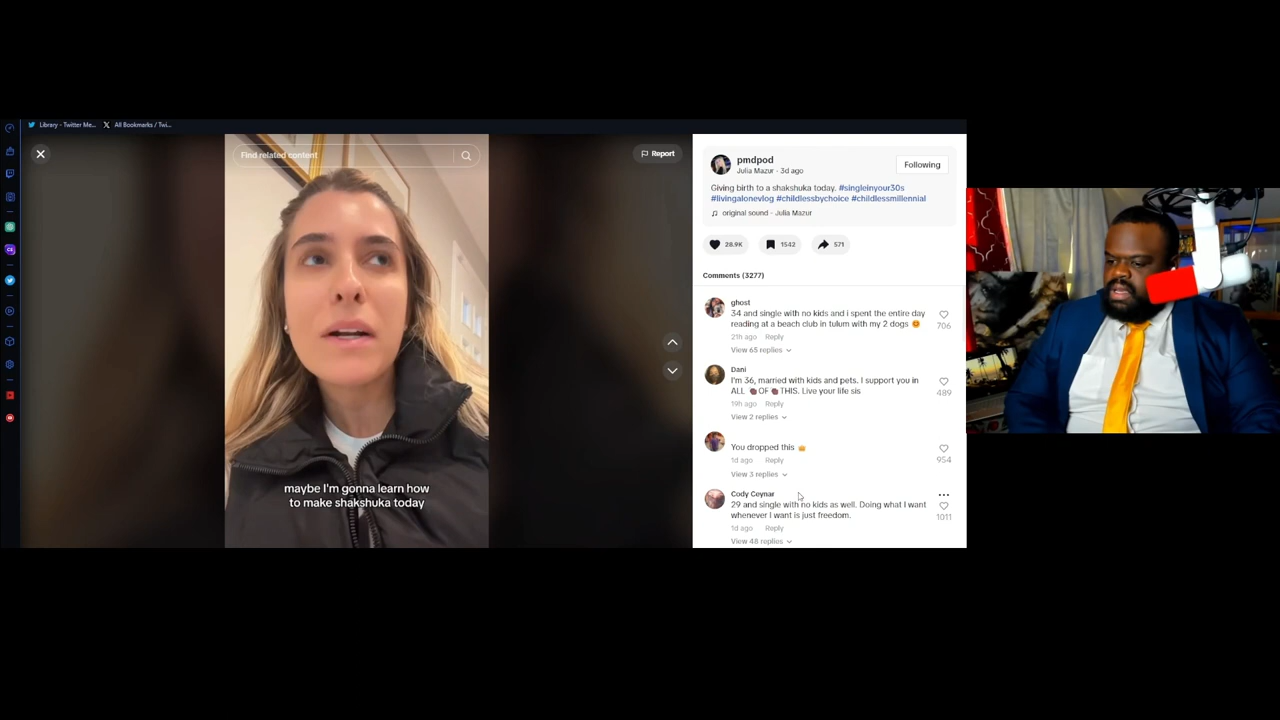 Library - Twitter Me...
All Bookmarks / Twi...
Find related content
Report
maybe I'm gonna learn how
to make shakshuka today
pmdpod
Julia Mazur · 3d ago
Following
Giving birth to a shakshuka today. #singleinyour30s
#livingalonevlog #childlessbychoice #childlessmillennial
original sound - Julia Mazur
28.9K
1542
571
Comments (3277)
ghost
34 and single with no kids and i spent the entire day
reading at a beach club in tulum with my 2 dogs
706
21h ago Reply
View 65 replies
Dani
I'm 36, married with kids and pets. I support you in
ALL OF THIS. Live your life sis
489
19h ago Reply
View 2 replies
You dropped this
954
1d ago Reply
View 3 replies
Cody Ceynar
29 and single with no kids as well. Doing what I want
whenever I want is just freedom.
1011
1d ago Reply
View 48 replies